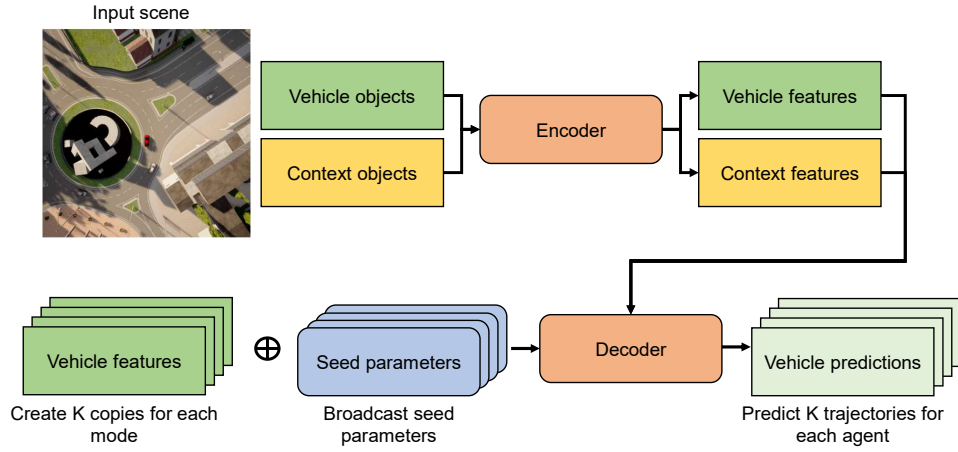 Input scene
Vehicle objects
Context objects
Encoder
Vehicle features
Context features
Vehicle features
Seed parameters
Decoder
Vehicle predictions
Create K copies for each
mode
Broadcast seed
parameters
Predict K trajectories for
each agent